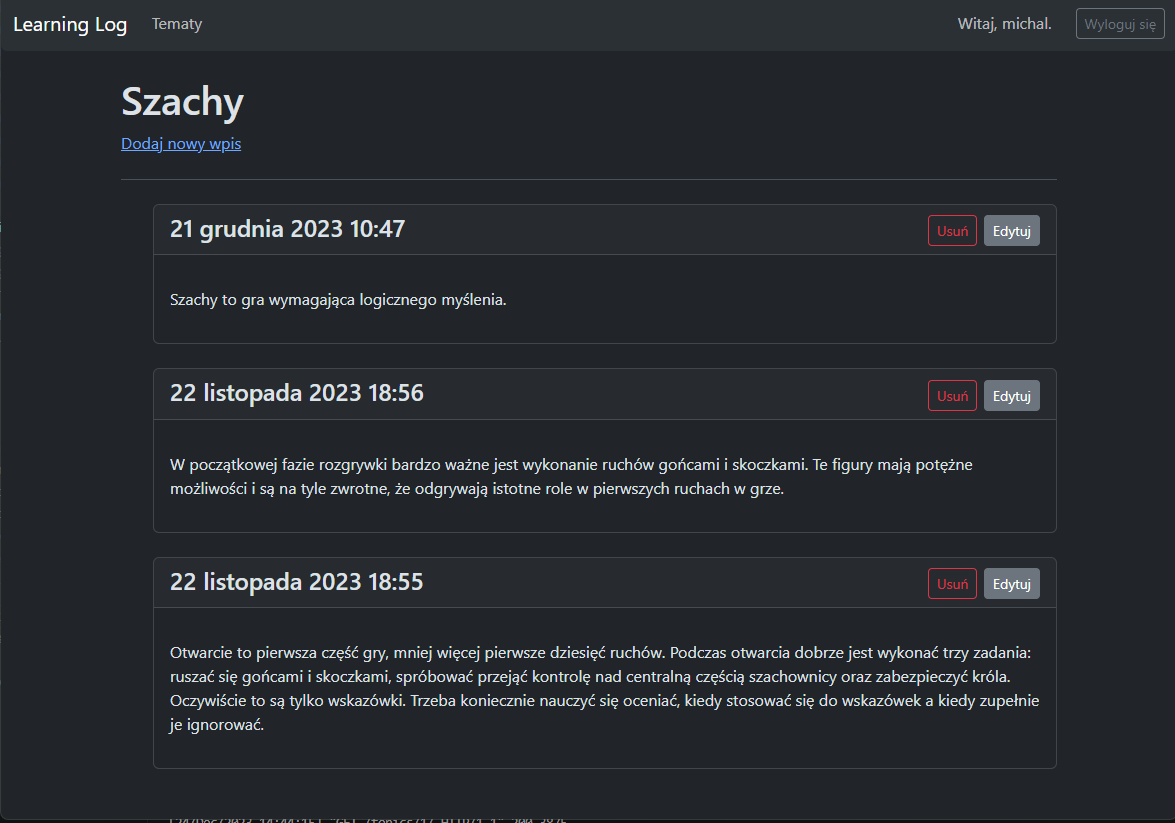 Learning Log Tematy Witaj, michal. Wyloguj się
Szachy
Dodaj nowy wpis
21 grudnia 2023 10:47 Usuń Edytuj
Szachy to gra wymagająca logicznego myślenia.
22 listopada 2023 18:56 Usuń Edytuj
W początkowej fazie rozgrywki bardzo ważne jest wykonanie ruchów gońcami i skoczkami. Te figury mają potężne
możliwości i są na tyle zwrotne, że odgrywają istotne role w pierwszych ruchach w grze.
22 listopada 2023 18:55 Usuń Edytuj
Otwarcie to pierwsza część gry, mniej więcej pierwsze dziesięć ruchów. Podczas otwarcia dobrze jest wykonać trzy zadania:
ruszać się gońcami i skoczkami, spróbować przejąć kontrolę nad centralną częścią szachownicy oraz zabezpieczyć króla.
Oczywiście to są tylko wskazówki. Trzeba koniecznie nauczyć się oceniać, kiedy stosować się do wskazówek a kiedy zupełnie
je ignorować.